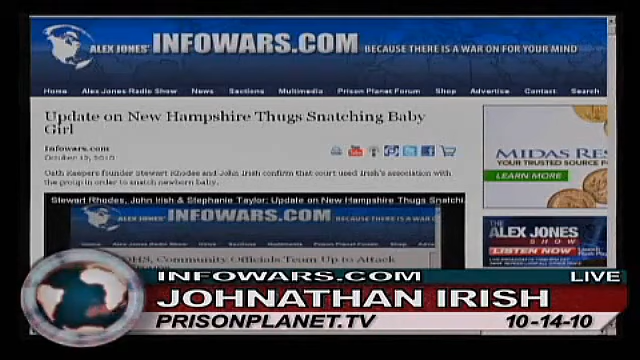 ALEX JONES' INFOWARS.COM BECAUSE THERE IS A WAR ON FOR YOUR MIND
Home Alex Jones Radio Show News Sections Multimedia Prison Planet Forum Shop Advertise Contact Search
Update on New Hampshire Thugs Snatching Baby
Girl
Infowars.com
October 13, 2010
Oath Keepers founder Stewart Rhodes and John Irish confirm that court used Irish's association with
the group in order to snatch newborn baby.
MIDAS RES
YOUR TRUSTED SOURCE
LEARN MORE
Stewart Rhodes, John Irish & Stephanie Taylor: Update on New Hampshire Thugs Snatchi..
ALEX JONES' INFOWARS.COM BECAUSE THERE IS A WAR
DHS, Community Officials Team Up to Attack
THE
ALEX JONES
SHOW
LISTEN NOW
INFOWARS.COM LIVE
JOHNATHAN IRISH
PRISONPLANET.TV 10-14-10